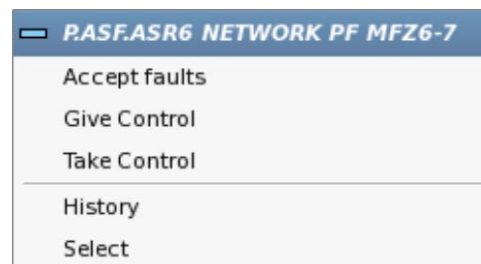 P.ASF.ASR6 NETWORK PF MFZ6-7
Accept faults
Give Control
Take Control
History
Select